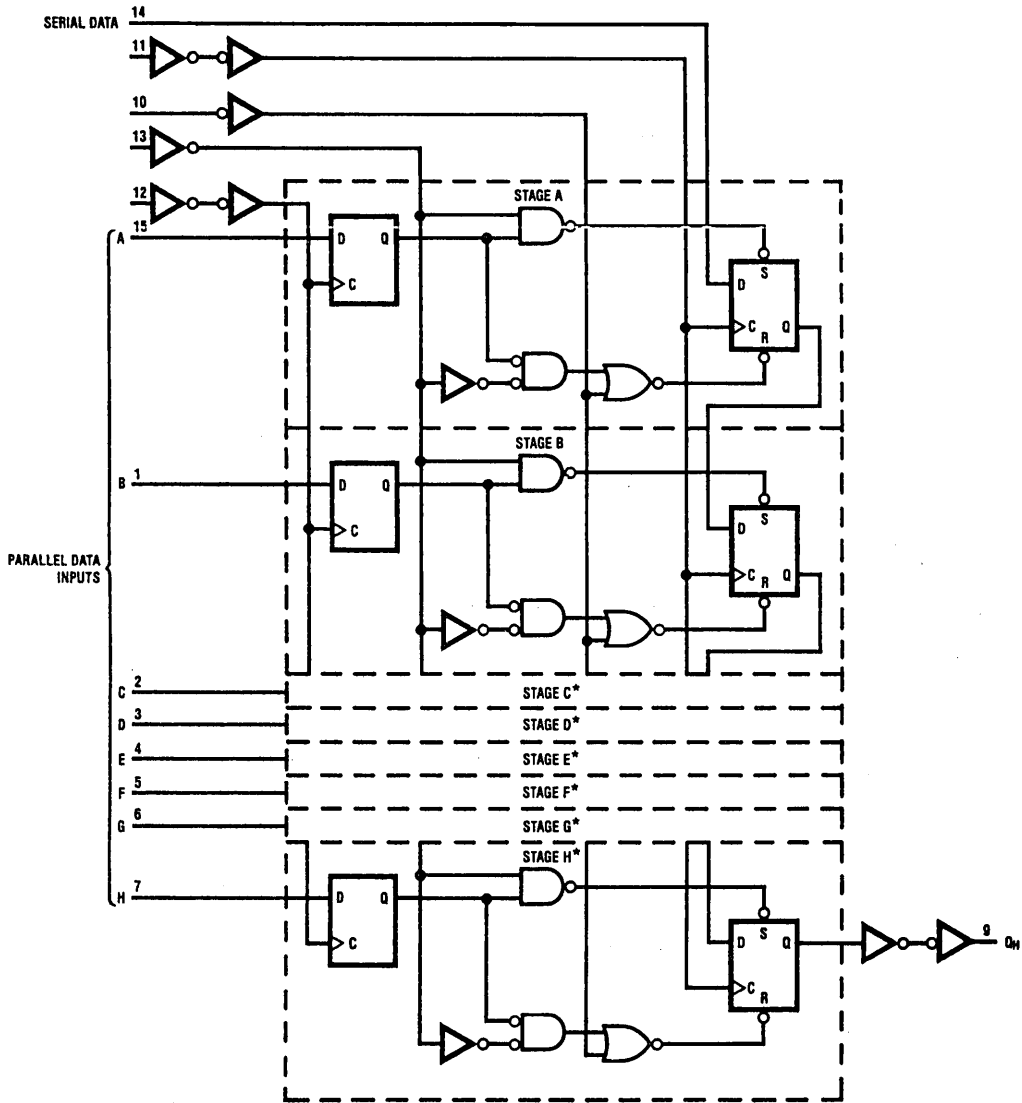 SERIAL DATA 14
11
10
13
12
STAGE A
A 15
D Q
C
S
D
C Q
R
STAGE B
B 1
D Q
C
S
D
C Q
R
PARALLEL DATA
INPUTS
C 2
STAGE C*
D 3
STAGE D*
E 4
STAGE E*
F 5
STAGE F*
G 6
STAGE G*
STAGE H*
H 7
D Q
C
S
D Q
C
R
9 QH